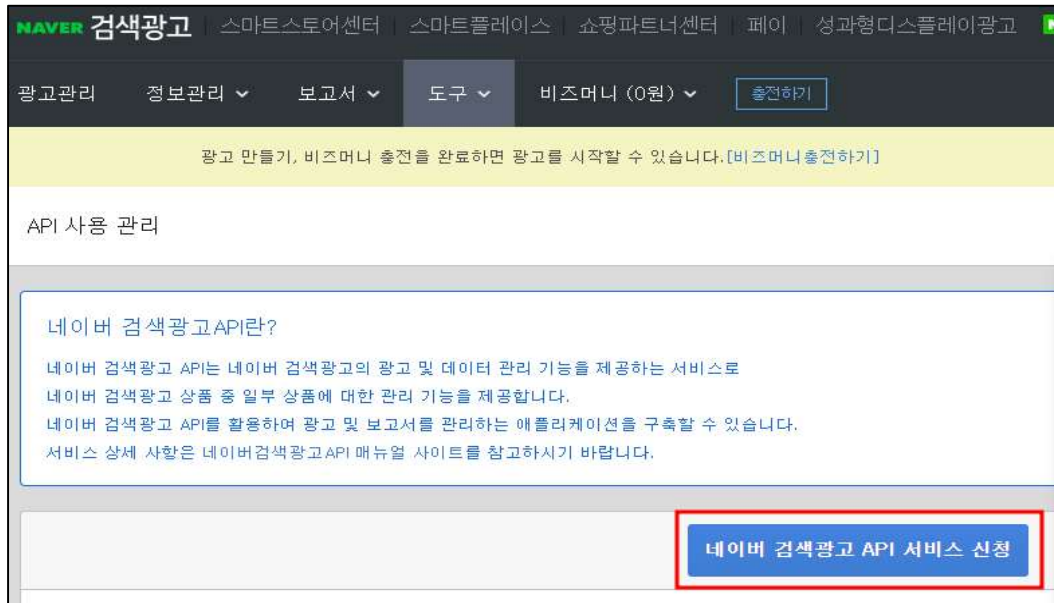 NAVER 검색광고 스마트스토어센터 스마트플레이스 쇼핑파트너센터 페이 성과형디스플레이광고
광고관리 정보관리 보고서 도구 비즈머니 (0원) 충전하기
광고 만들기, 비즈머니 충전을 완료하면 광고를 시작할 수 있습니다.[비즈머니충전하기]
API 사용 관리
네이버 검색광고API란?
네이버 검색광고 API는 네이버 검색광고의 광고 및 데이터 관리 기능을 제공하는 서비스로
네이버 검색광고 상품 중 일부 상품에 대한 관리 기능을 제공합니다.
네이버 검색광고 API를 활용하여 광고 및 보고서를 관리하는 애플리케이션을 구축할 수 있습니다.
서비스 상세 사항은 네이버검색광고API 매뉴얼 사이트를 참고하시기 바랍니다.
네이버 검색광고 API 서비스 신청